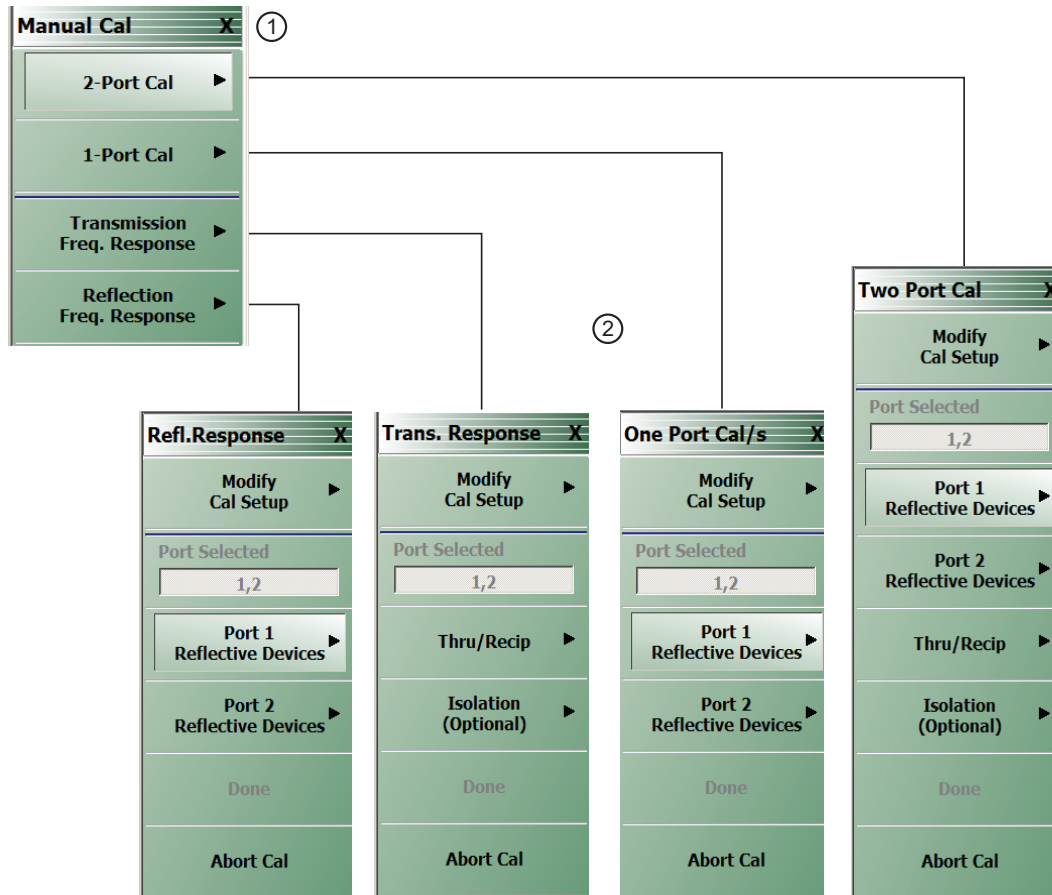 Manual Cal X
①
2-Port Cal
1-Port Cal
Transmission
Freq. Response
Reflection
Freq. Response
②
Refl.Response X
Modify
Cal Setup
Port Selected
1,2
Port 1
Reflective Devices
Port 2
Reflective Devices
Done
Abort Cal
Trans. Response X
Modify
Cal Setup
Port Selected
1,2
Thru/Recip
Isolation
(Optional)
Done
Abort Cal
One Port Cal/s X
Modify
Cal Setup
Port Selected
1,2
Port 1
Reflective Devices
Port 2
Reflective Devices
Done
Abort Cal
Two Port Cal X
Modify
Cal Setup
Port Selected
1,2
Port 1
Reflective Devices
Port 2
Reflective Devices
Thru/Recip
Isolation
(Optional)
Done
Abort Cal